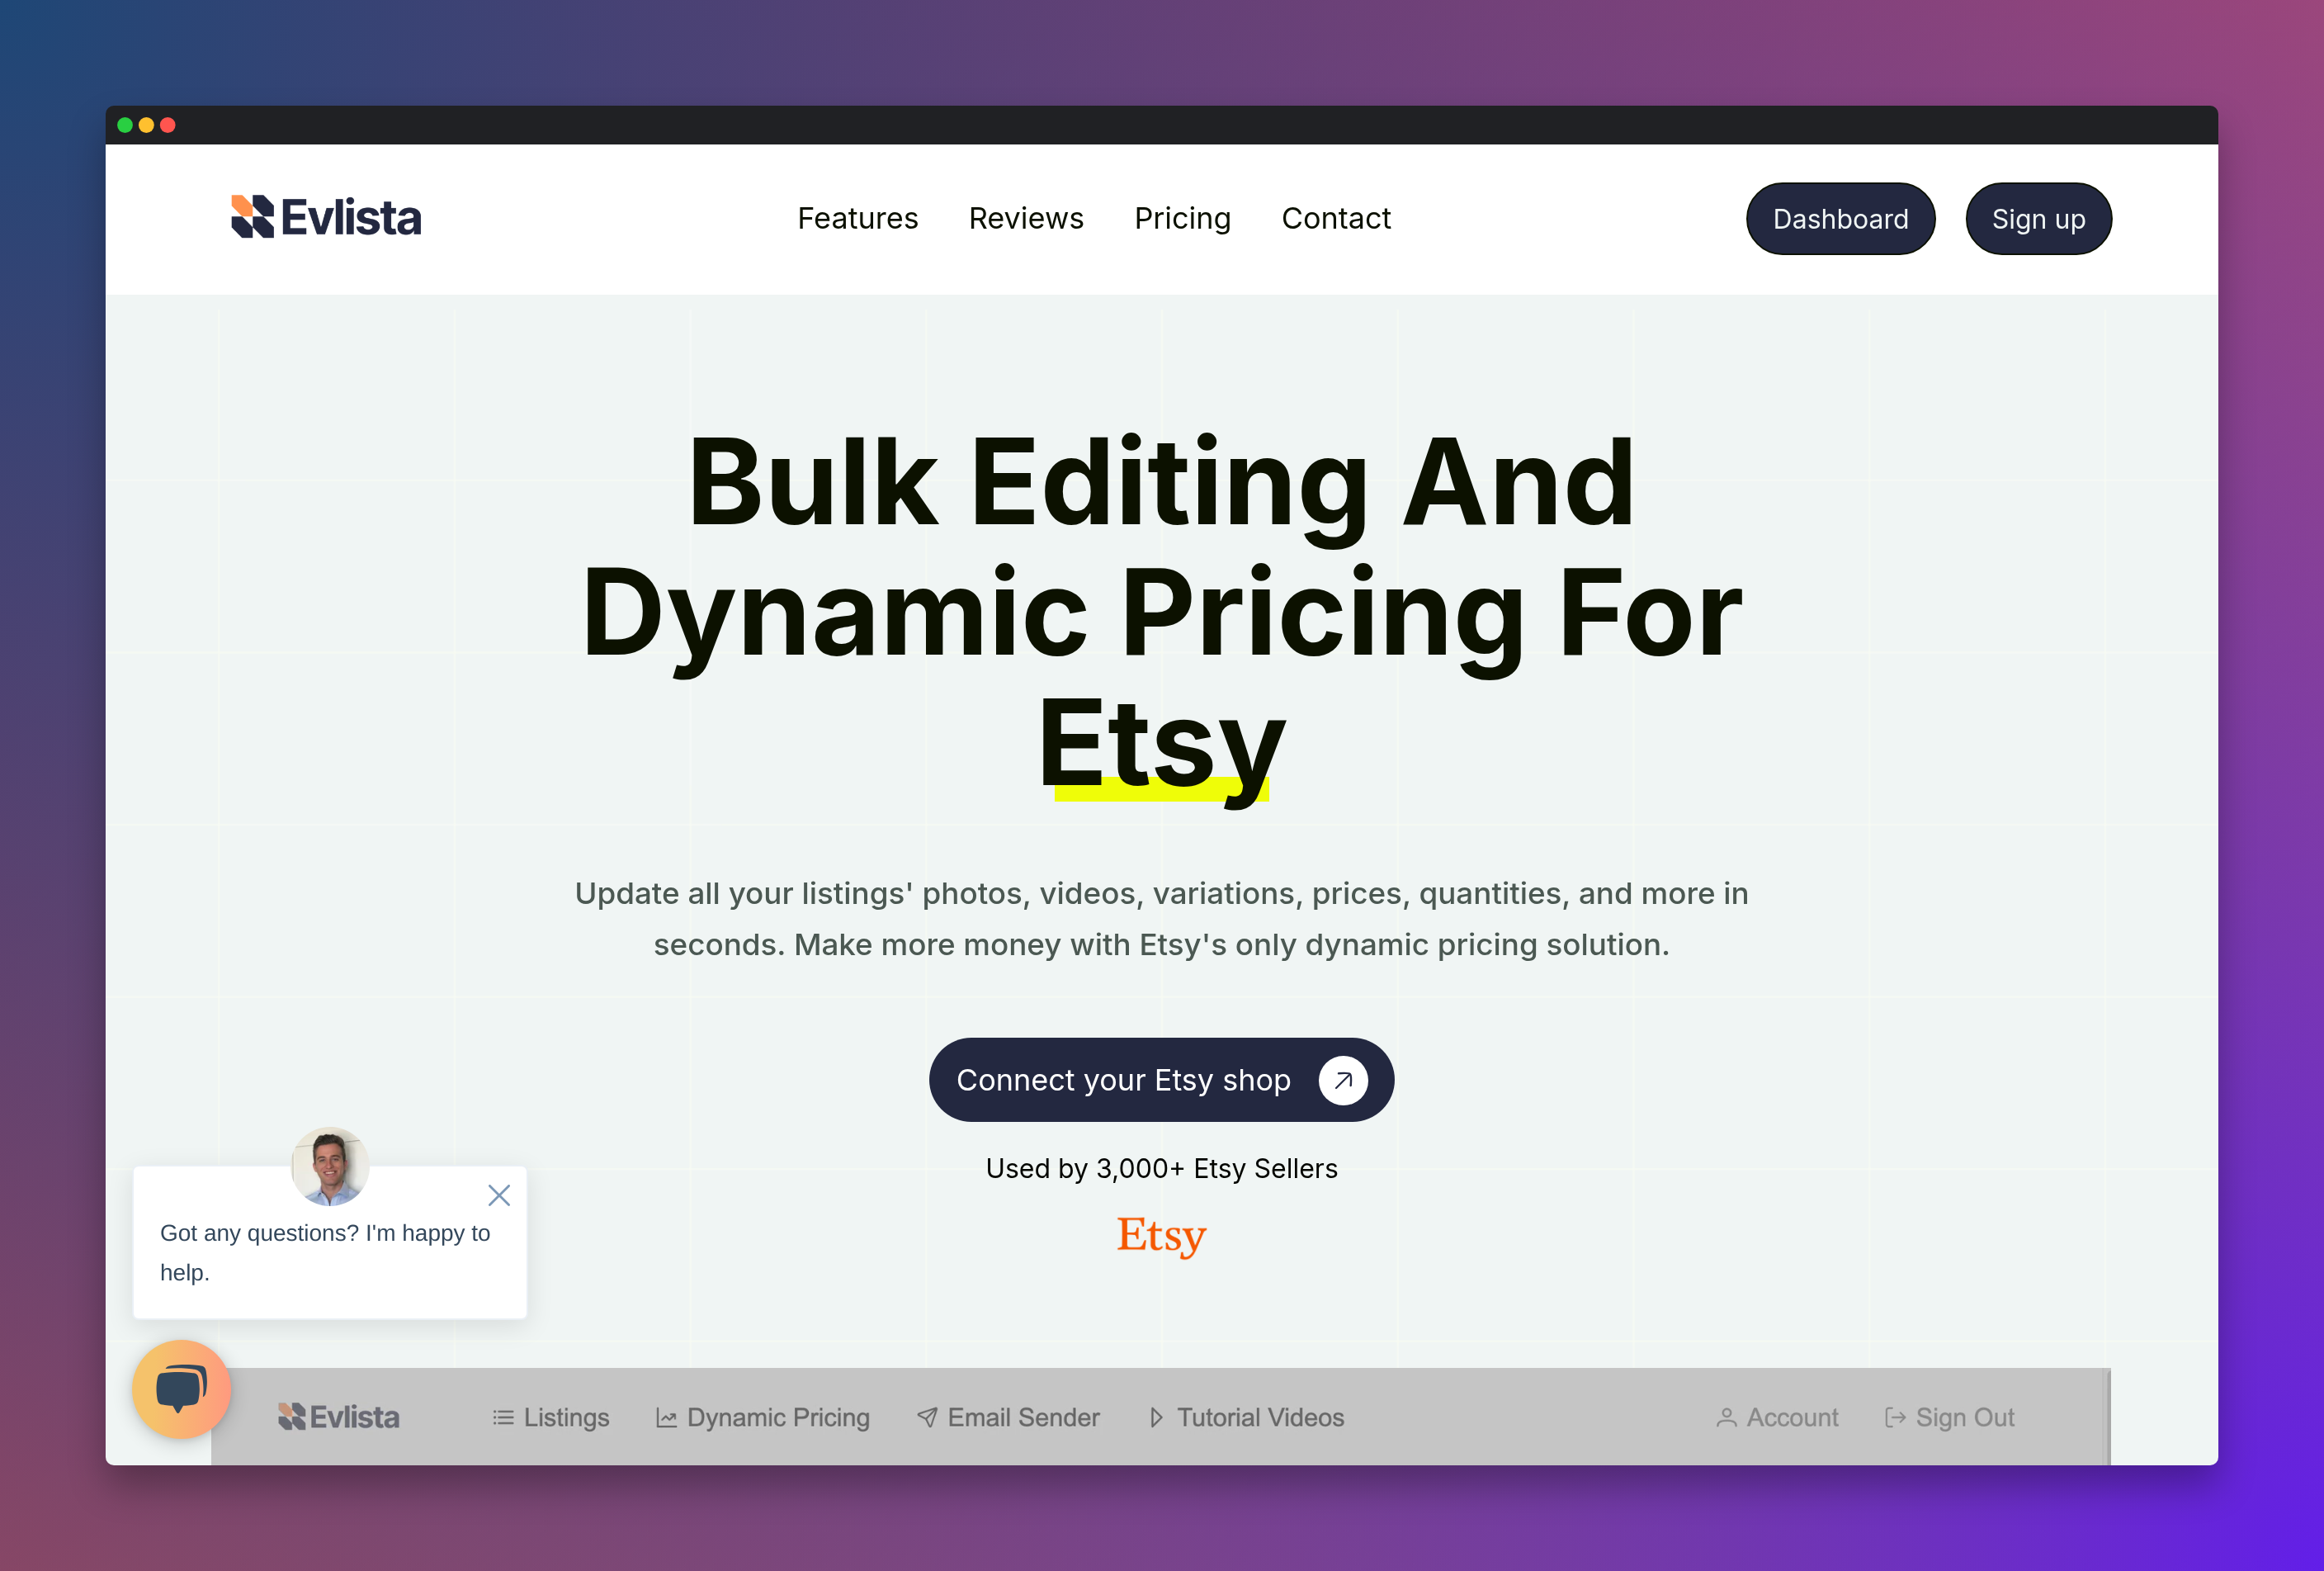 Evlista
Features
Reviews
Pricing
Contact
Dashboard
Sign up
Bulk Editing And
Dynamic Pricing For
Etsy
Update all your listings' photos, videos, variations, prices, quantities, and more in
seconds. Make more money with Etsy's only dynamic pricing solution.
Connect your Etsy shop
Used by 3,000+ Etsy Sellers
Etsy
Got any questions? I'm happy to
help.
Evlista
Listings
Dynamic Pricing
Email Sender
Tutorial Videos
Account
Sign Out